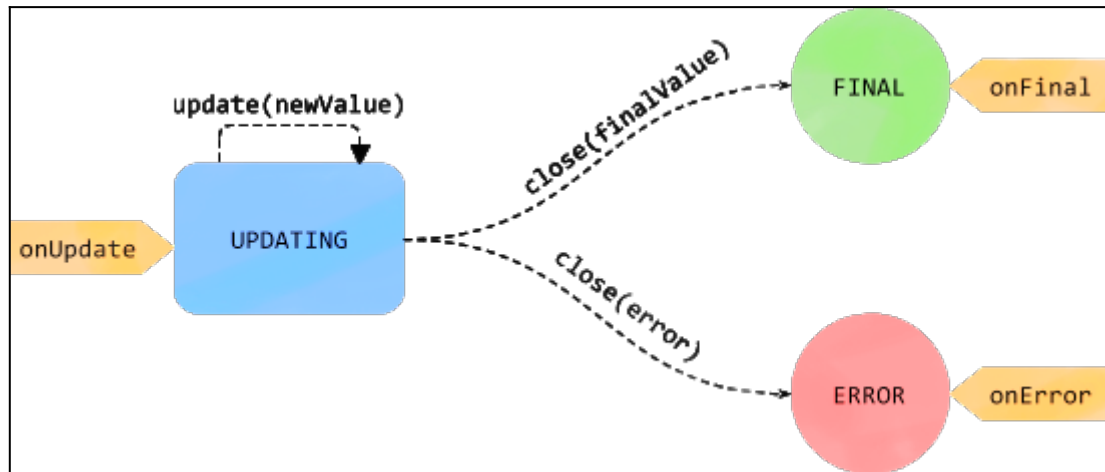 update(newValue)
onUpdate
UPDATING
close(finalValue)
FINAL
onFinal
close(error)
ERROR
onError